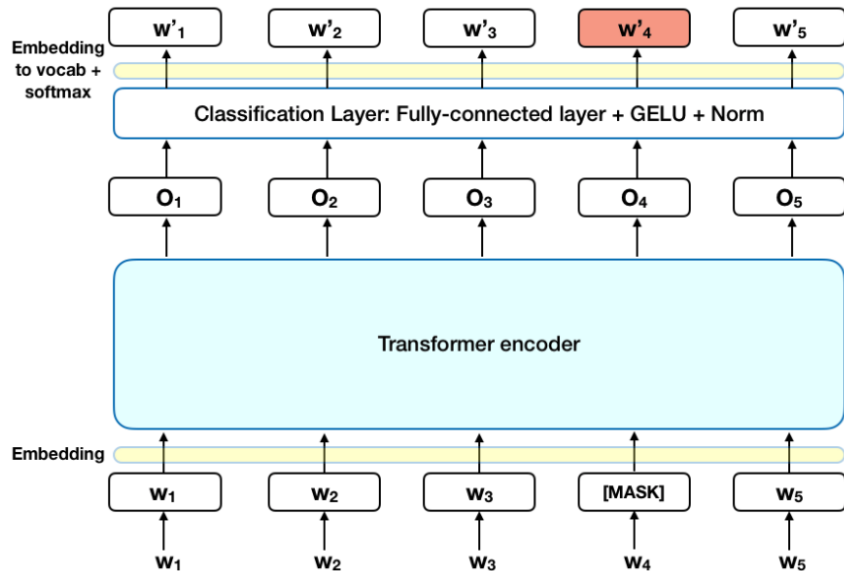 w'₁ w'₂ w'₃ w'₄ w'₅
Embedding
to vocab +
softmax
Classification Layer: Fully-connected layer + GELU + Norm
O₁ O₂ O₃ O₄ O₅
Transformer encoder
Embedding
w₁ w₂ w₃ [MASK] w₅
w₁ w₂ w₃ w₄ w₅